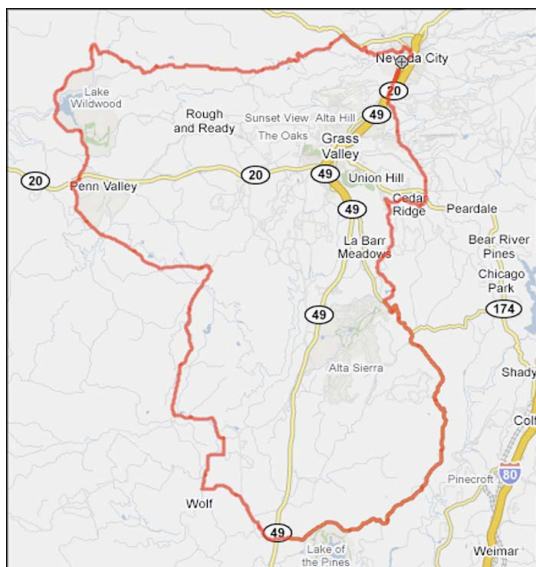 Nevada City
Lake
Wildwood
20
49
Rough
and Ready
Sunset View
Alta Hill
The Oaks
Grass
Valley
20
Penn Valley
20
49
Union Hill
49
Cedar
Ridge
Peardale
La Barr
Meadows
Bear River
Pines
Chicago
Park
49
174
Alta Sierra
Shady
Colf
Pinecroft
80
Wolf
49
Lake of
the Pines
Weimar